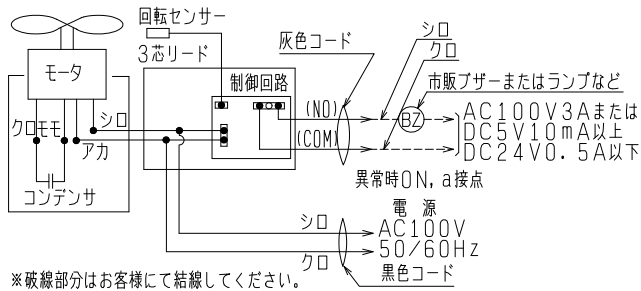 回転センサー
3芯リード
モータ
クロ
モモ
シロ
アカ
コンデンサ
制御回路
灰色コード
シロ
クロ
市販ブザーまたはランプなど
(NO)
(COM)
BZ
AC100V3Aまたは
DC5V10mA以上
DC24V0.5A以下
異常時ON,a接点
電源
シロ
クロ
AC100V
50/60Hz
黒色コード
※破線部分はお客様にて結線してください。